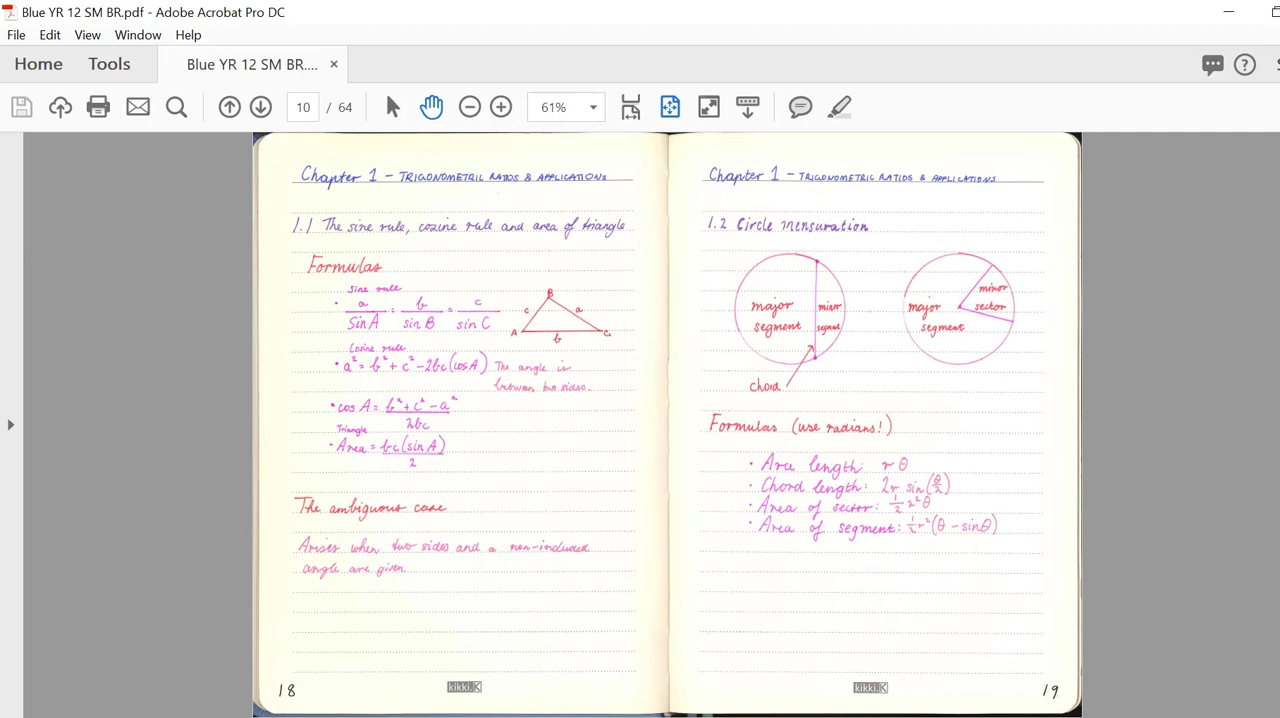 Blue YR 12 SM BR.pdf - Adobe Acrobat Pro DC
File Edit View Window Help
Home Tools Blue YR 12 SM BR.... ×
10 / 64 61%
Chapter 1 - TRIGONOMETRIC RATIOS & APPLICATIONS
1.1 The sine rule, cosine rule and area of triangle
Formulas
Sine rule
• a/SinA = b/sin B = c/sin C
B
c a
A C
b
Cosine rule
• a² = b² + c² - 2bc(cosA) The angle is
between two sides.
• cos A = b² + c² - a²
2bc
Triangle
• Area = bc(sinA)
2
The ambiguous case
Arises when two sides and a non-included
angle are given.
18
kikki.K
Chapter 1 - TRIGONOMETRIC RATIOS & APPLICATIONS
1.2 Circle mensuration
major segment
minor segment
chord
major segment
minor sector
Formulas (use radians!)
• Arc length: rθ
• Chord length: 2r sin(θ/2)
• Area of sector: ½r²θ
• Area of segment: ½r²(θ - sinθ)
kikki.K
19